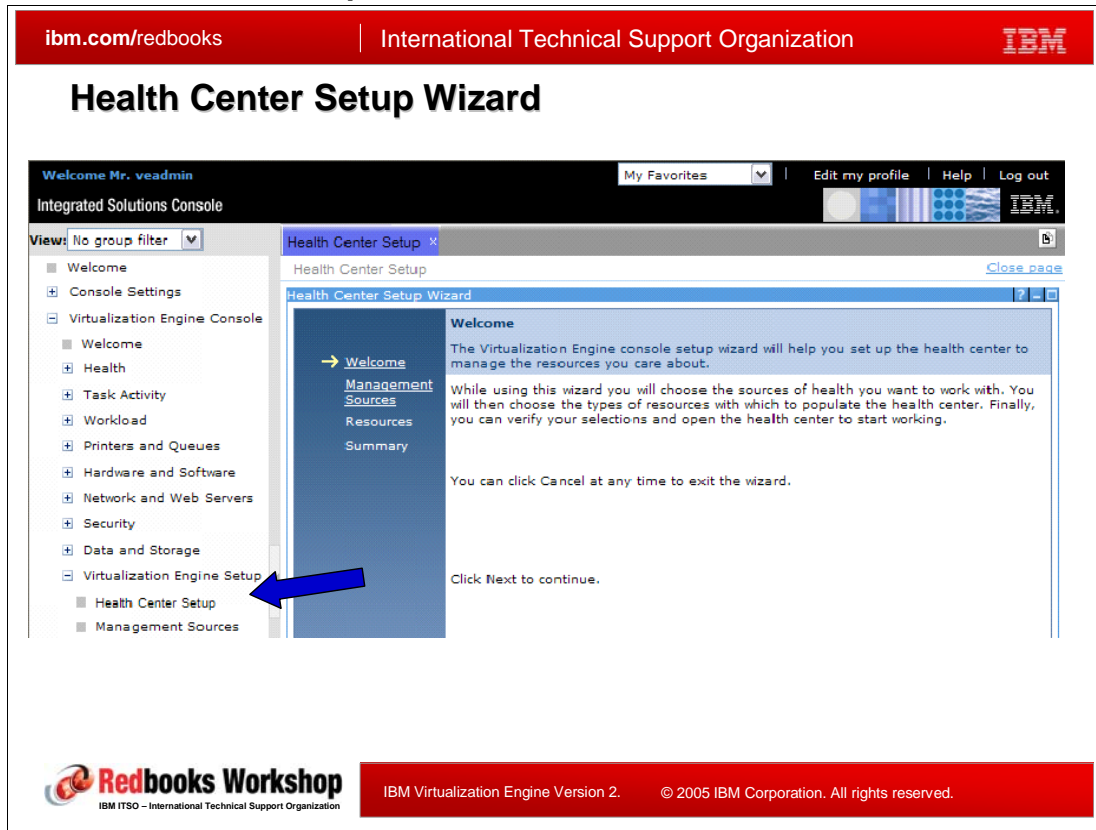 ibm.com/redbooks
International Technical Support Organization
IBM
Health Center Setup Wizard
Welcome Mr. veadmin
My Favorites
Edit my profile
Help
Log out
Integrated Solutions Console
IBM.
View: No group filter
Health Center Setup ×
Welcome
Console Settings
Virtualization Engine Console
Welcome
Health
Task Activity
Workload
Printers and Queues
Hardware and Software
Network and Web Servers
Security
Data and Storage
Virtualization Engine Setup
Health Center Setup
Management Sources
Health Center Setup
Close page
Health Center Setup Wizard
?
Welcome
Management
Sources
Resources
Summary
Welcome
The Virtualization Engine console setup wizard will help you set up the health center to
manage the resources you care about.
While using this wizard you will choose the sources of health you want to work with. You
will then choose the types of resources with which to populate the health center. Finally,
you can verify your selections and open the health center to start working.
You can click Cancel at any time to exit the wizard.
Click Next to continue.
Redbooks Workshop
IBM ITSO – International Technical Support Organization
IBM Virtualization Engine Version 2.
© 2005 IBM Corporation. All rights reserved.